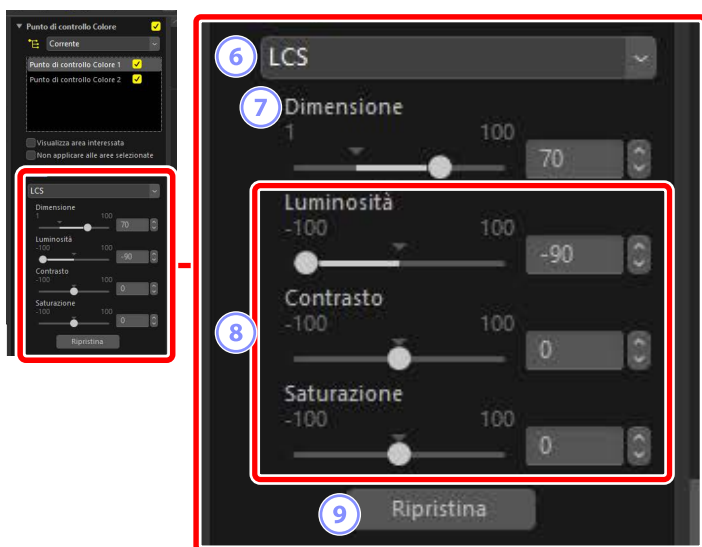 Punto di controllo Colore
Corrente
Punto di controllo Colore 1
Punto di controllo Colore 2
Visualizza area interessata
Non applicare alle aree selezionate
LCS
Dimensione
1 100
70
Luminosità
-100 100
-90
Contrasto
-100 100
0
Saturazione
-100 100
0
Ripristina
6 LCS
7 Dimensione
1 100
70
Luminosità
-100 100
-90
Contrasto
8 -100 100
0
Saturazione
-100 100
0
9 Ripristina